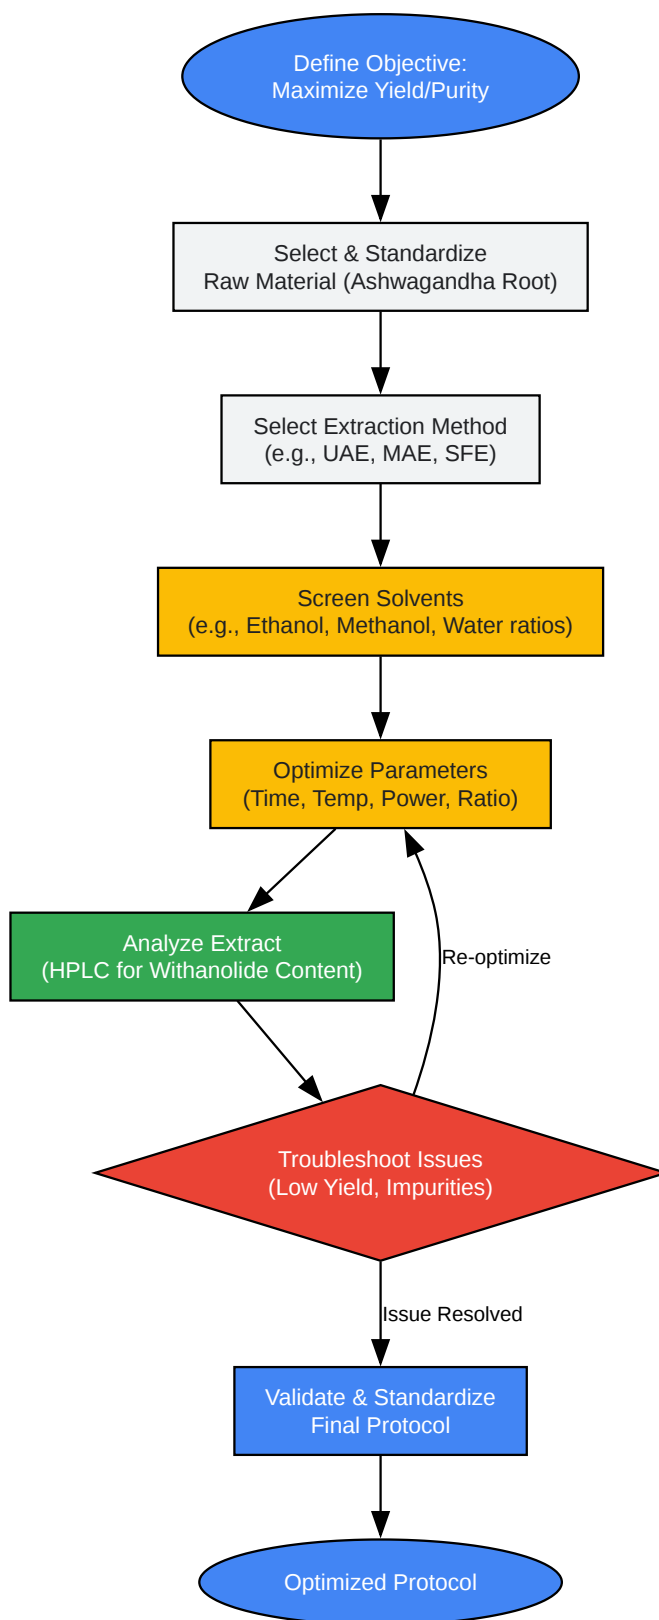 Define Objective:
Maximize Yield/Purity
Select & Standardize
Raw Material (Ashwagandha Root)
Select Extraction Method
(e.g., UAE, MAE, SFE)
Screen Solvents
(e.g., Ethanol, Methanol, Water ratios)
Optimize Parameters
(Time, Temp, Power, Ratio)
Analyze Extract
(HPLC for Withanolide Content)
Re-optimize
Troubleshoot Issues
(Low Yield, Impurities)
Issue Resolved
Validate & Standardize
Final Protocol
Optimized Protocol